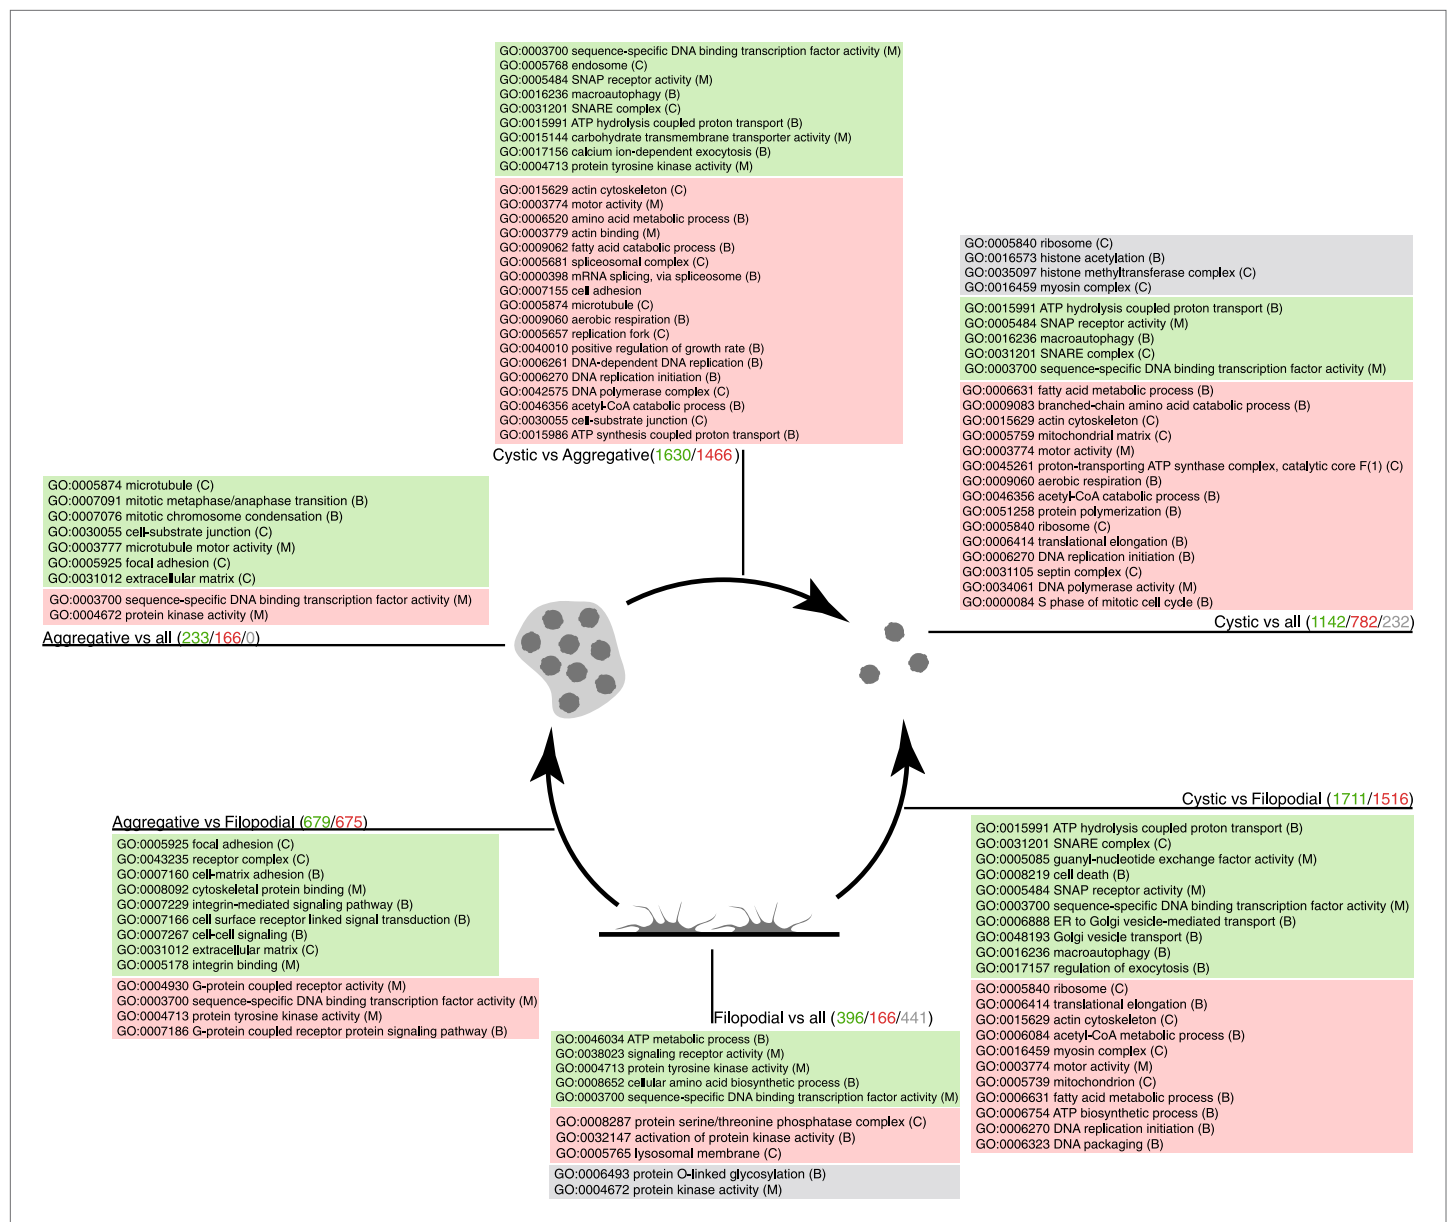 GO:0003700 sequence-specific DNA binding transcription factor activity (M)
GO:0005768 endosome (C)
GO:0005484 SNAP receptor activity (M)
GO:0016236 macroautophagy (B)
GO:0031201 SNARE complex (C)
GO:0015991 ATP hydrolysis coupled proton transport (B)
GO:0015144 carbohydrate transmembrane transporter activity (M)
GO:0017156 calcium ion-dependent exocytosis (B)
GO:0004713 protein tyrosine kinase activity (M)
GO:0015629 actin cytoskeleton (C)
GO:0003774 motor activity (M)
GO:0006520 amino acid metabolic process (B)
GO:0003779 actin binding (M)
GO:0009062 fatty acid catabolic process (B)
GO:0005681 spliceosomal complex (C)
GO:0000398 mRNA splicing, via spliceosome (B)
GO:0007155 cell adhesion
GO:0005874 microtubule (C)
GO:0009060 aerobic respiration (B)
GO:0005657 replication fork (C)
GO:0040010 positive regulation of growth rate (B)
GO:0006261 DNA-dependent DNA replication (B)
GO:0006270 DNA replication initiation (B)
GO:0042575 DNA polymerase complex (C)
GO:0046356 acetyl-CoA catabolic process (B)
GO:0030055 cell-substrate junction (C)
GO:0015986 ATP synthesis coupled proton transport (B)
Cystic vs Aggregative(1630/1466)
GO:0005840 ribosome (C)
GO:0016573 histone acetylation (B)
GO:0035097 histone methyltransferase complex (C)
GO:0016459 myosin complex (C)
GO:0015991 ATP hydrolysis coupled proton transport (B)
GO:0005484 SNAP receptor activity (M)
GO:0016236 macroautophagy (B)
GO:0031201 SNARE complex (C)
GO:0003700 sequence-specific DNA binding transcription factor activity (M)
GO:0006631 fatty acid metabolic process (B)
GO:0009083 branched-chain amino acid catabolic process (B)
GO:0015629 actin cytoskeleton (C)
GO:0005759 mitochondrial matrix (C)
GO:0003774 motor activity (M)
GO:0045261 proton-transporting ATP synthase complex, catalytic core F(1) (C)
GO:0009060 aerobic respiration (B)
GO:0046356 acetyl-CoA catabolic process (B)
GO:0051258 protein polymerization (B)
GO:0005840 ribosome (C)
GO:0006414 translational elongation (B)
GO:0006270 DNA replication initiation (B)
GO:0031105 septin complex (C)
GO:0034061 DNA polymerase activity (M)
GO:0000084 S phase of mitotic cell cycle (B)
Cystic vs all (1142/782/232)
GO:0005874 microtubule (C)
GO:0007091 mitotic metaphase/anaphase transition (B)
GO:0007076 mitotic chromosome condensation (B)
GO:0030055 cell-substrate junction (C)
GO:0003777 microtubule motor activity (M)
GO:0005925 focal adhesion (C)
GO:0031012 extracellular matrix (C)
GO:0003700 sequence-specific DNA binding transcription factor activity (M)
GO:0004672 protein kinase activity (M)
Aggregative vs all (233/166/0)
Aggregative vs Filopodial (679/675)
GO:0005925 focal adhesion (C)
GO:0043235 receptor complex (C)
GO:0007160 cell-matrix adhesion (B)
GO:0008092 cytoskeletal protein binding (M)
GO:0007229 integrin-mediated signaling pathway (B)
GO:0007166 cell surface receptor linked signal transduction (B)
GO:0007267 cell-cell signaling (B)
GO:0031012 extracellular matrix (C)
GO:0005178 integrin binding (M)
GO:0004930 G-protein coupled receptor activity (M)
GO:0003700 sequence-specific DNA binding transcription factor activity (M)
GO:0004713 protein tyrosine kinase activity (M)
GO:0007186 G-protein coupled receptor protein signaling pathway (B)
Cystic vs Filopodial (1711/1516)
GO:0015991 ATP hydrolysis coupled proton transport (B)
GO:0031201 SNARE complex (C)
GO:0005085 guanyl-nucleotide exchange factor activity (M)
GO:0008219 cell death (B)
GO:0005484 SNAP receptor activity (M)
GO:0003700 sequence-specific DNA binding transcription factor activity (M)
GO:0006888 ER to Golgi vesicle-mediated transport (B)
GO:0048193 Golgi vesicle transport (B)
GO:0016236 macroautophagy (B)
GO:0017157 regulation of exocytosis (B)
GO:0005840 ribosome (C)
GO:0006414 translational elongation (B)
GO:0015629 actin cytoskeleton (C)
GO:0006084 acetyl-CoA metabolic process (B)
GO:0016459 myosin complex (C)
GO:0003774 motor activity (M)
GO:0005739 mitochondrion (C)
GO:0006631 fatty acid metabolic process (B)
GO:0006754 ATP biosynthetic process (B)
GO:0006270 DNA replication initiation (B)
GO:0006323 DNA packaging (B)
Filopodial vs all (396/166/441)
GO:0046034 ATP metabolic process (B)
GO:0038023 signaling receptor activity (M)
GO:0004713 protein tyrosine kinase activity (M)
GO:0008652 cellular amino acid biosynthetic process (B)
GO:0003700 sequence-specific DNA binding transcription factor activity (M)
GO:0008287 protein serine/threonine phosphatase complex (C)
GO:0032147 activation of protein kinase activity (B)
GO:0005765 lysosomal membrane (C)
GO:0006493 protein O-linked glycosylation (B)
GO:0004672 protein kinase activity (M)